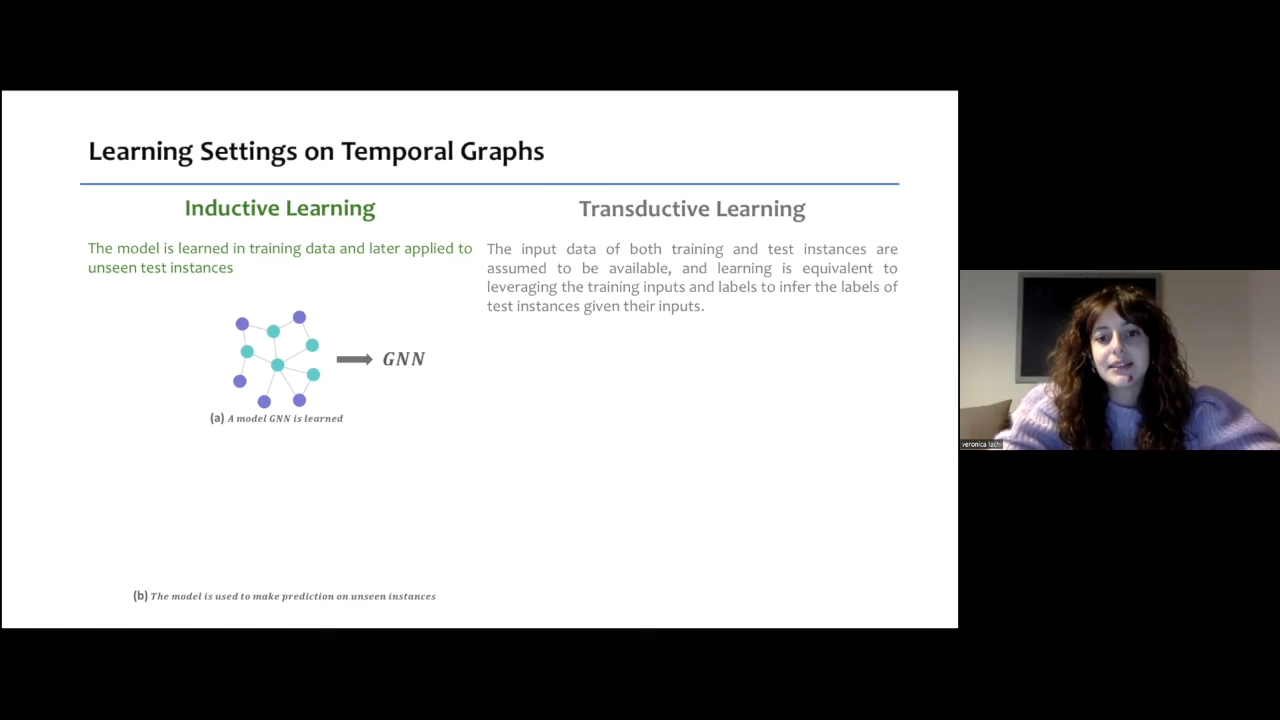 Learning Settings on Temporal Graphs
Inductive Learning
The model is learned in training data and later applied to
unseen test instances
GNN
(a) A model GNN is learned
(b) The model is used to make prediction on unseen instances
Transductive Learning
The input data of both training and test instances are
assumed to be available, and learning is equivalent to
leveraging the training inputs and labels to infer the labels of
test instances given their inputs.
veronica lachi